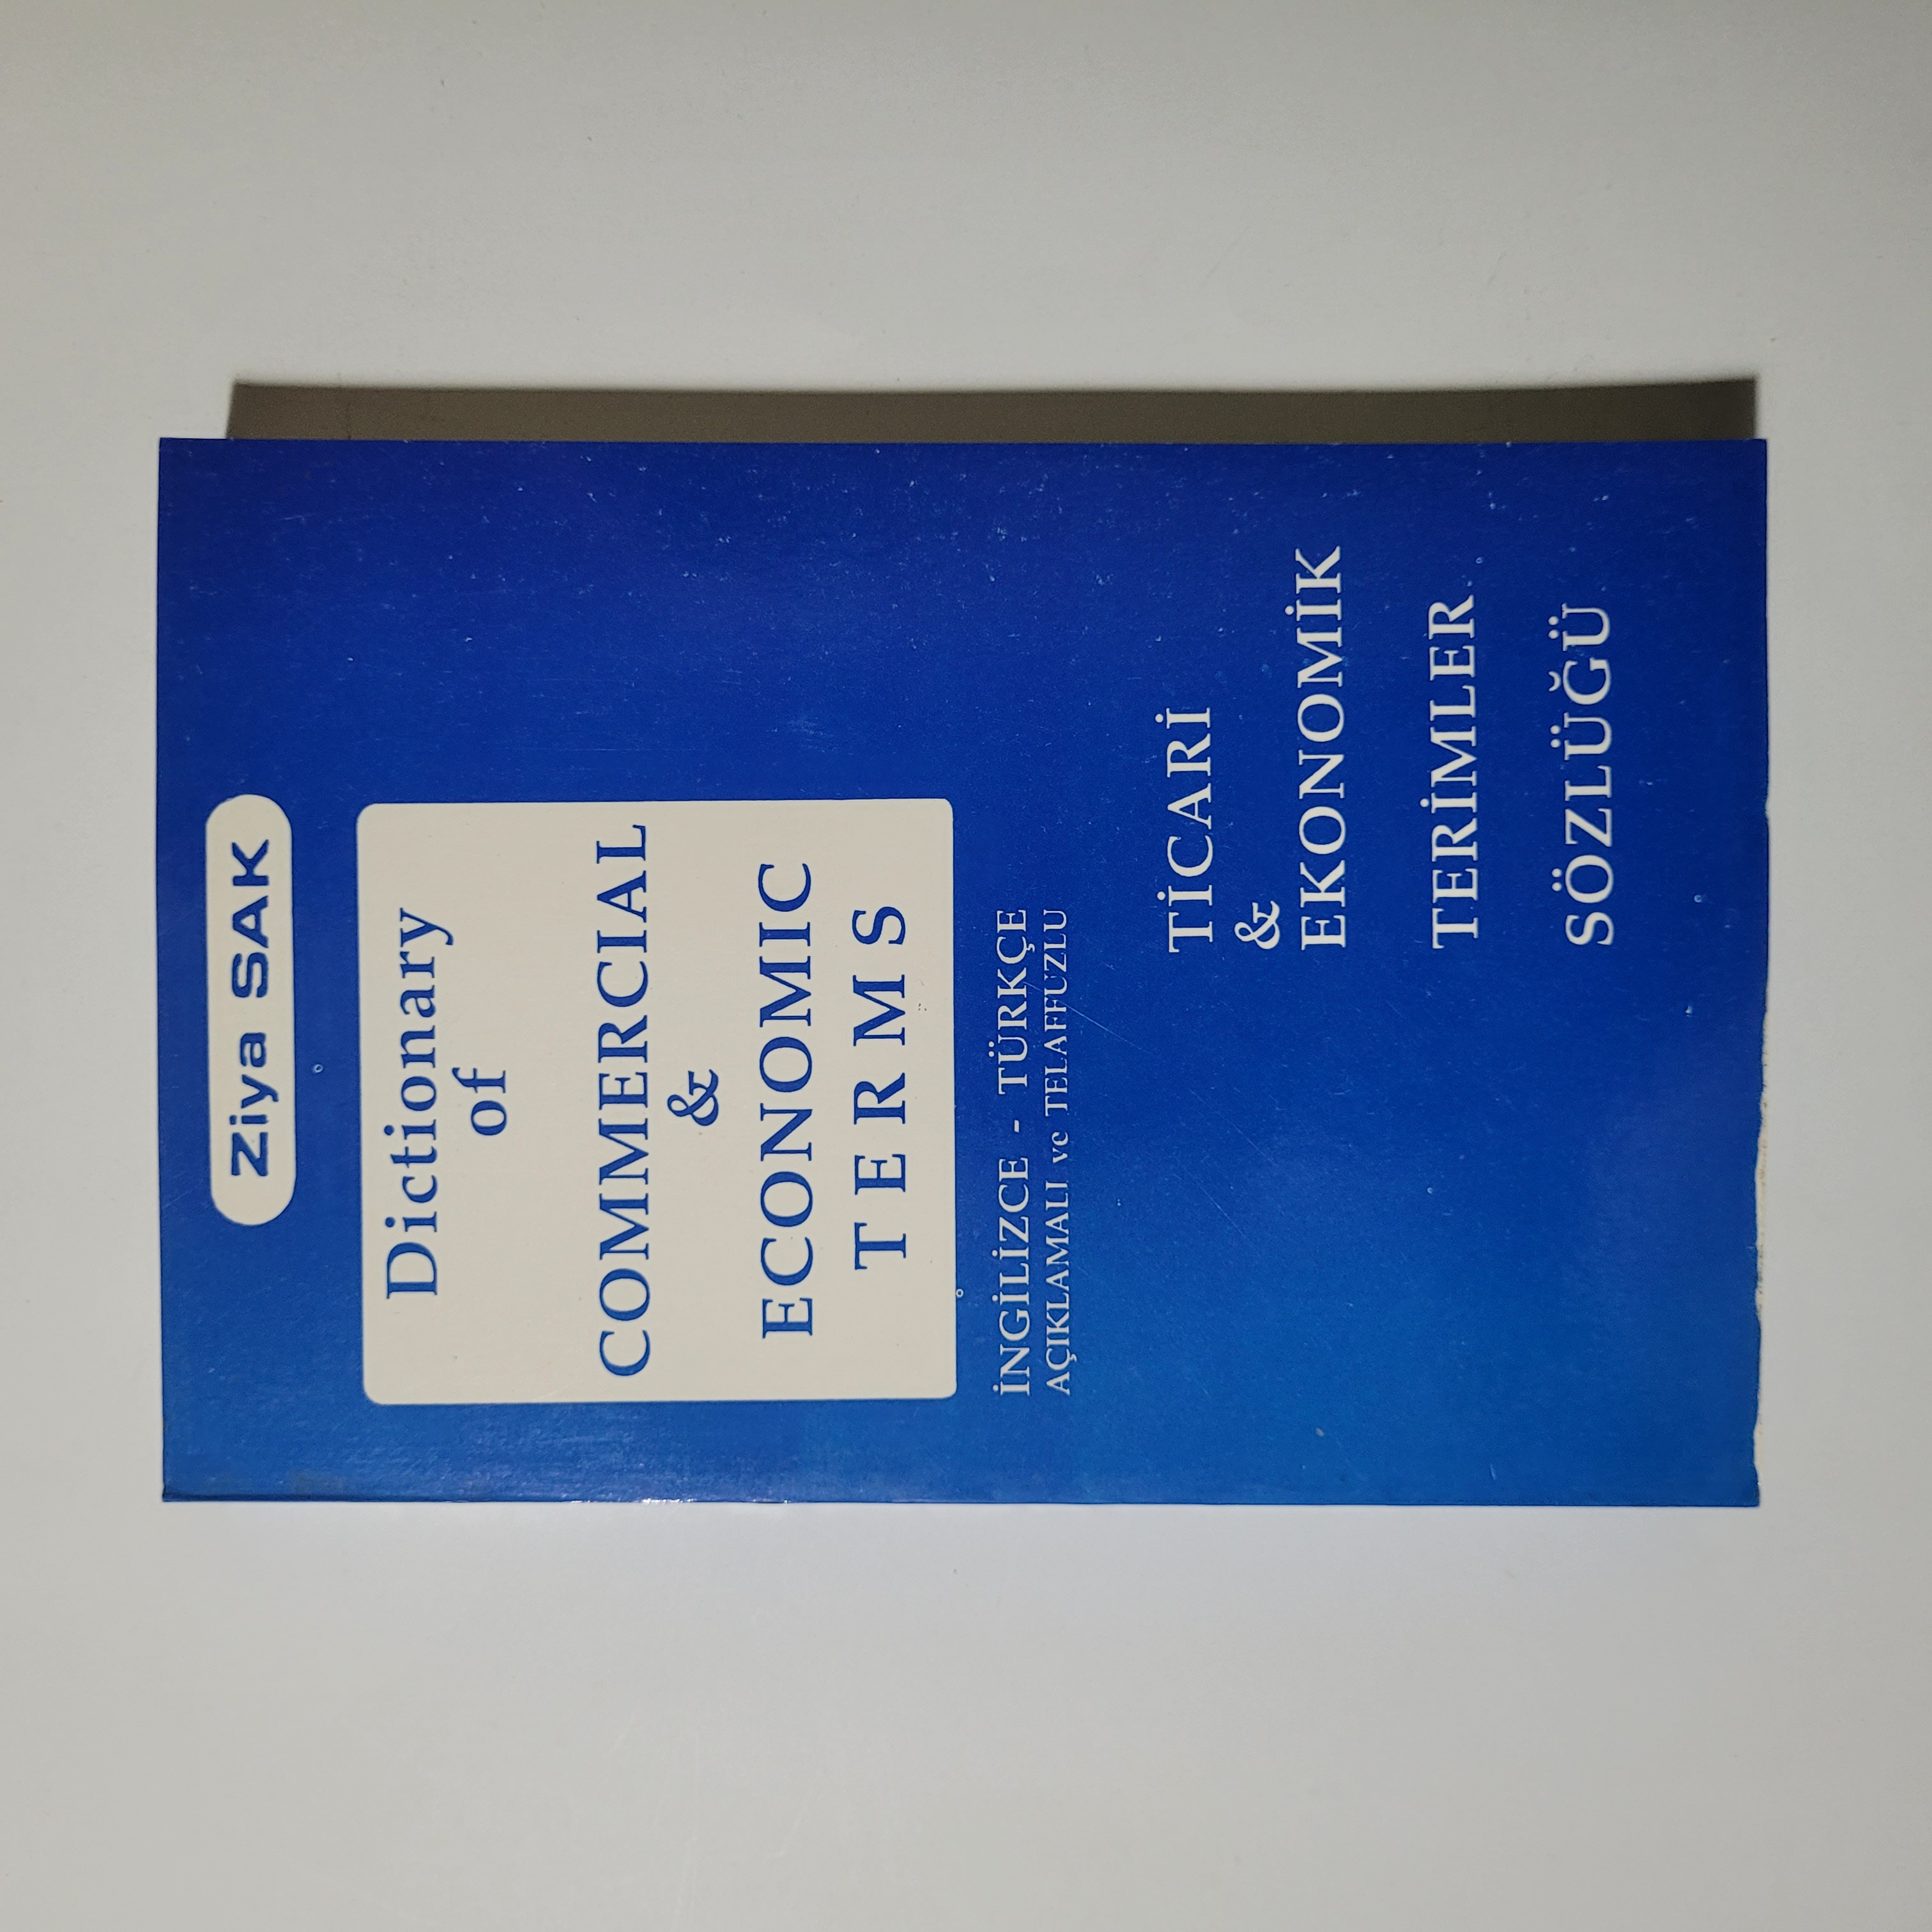 Ziya SAK
Dictionary
of
COMMERCIAL
&
ECONOMIC
TERMS
İNGİLİZCE - TÜRKÇE
AÇIKLAMALI ve TELAFFUZLU
TİCARİ
&
EKONOMİK
TERİMLER
SÖZLÜĞÜ